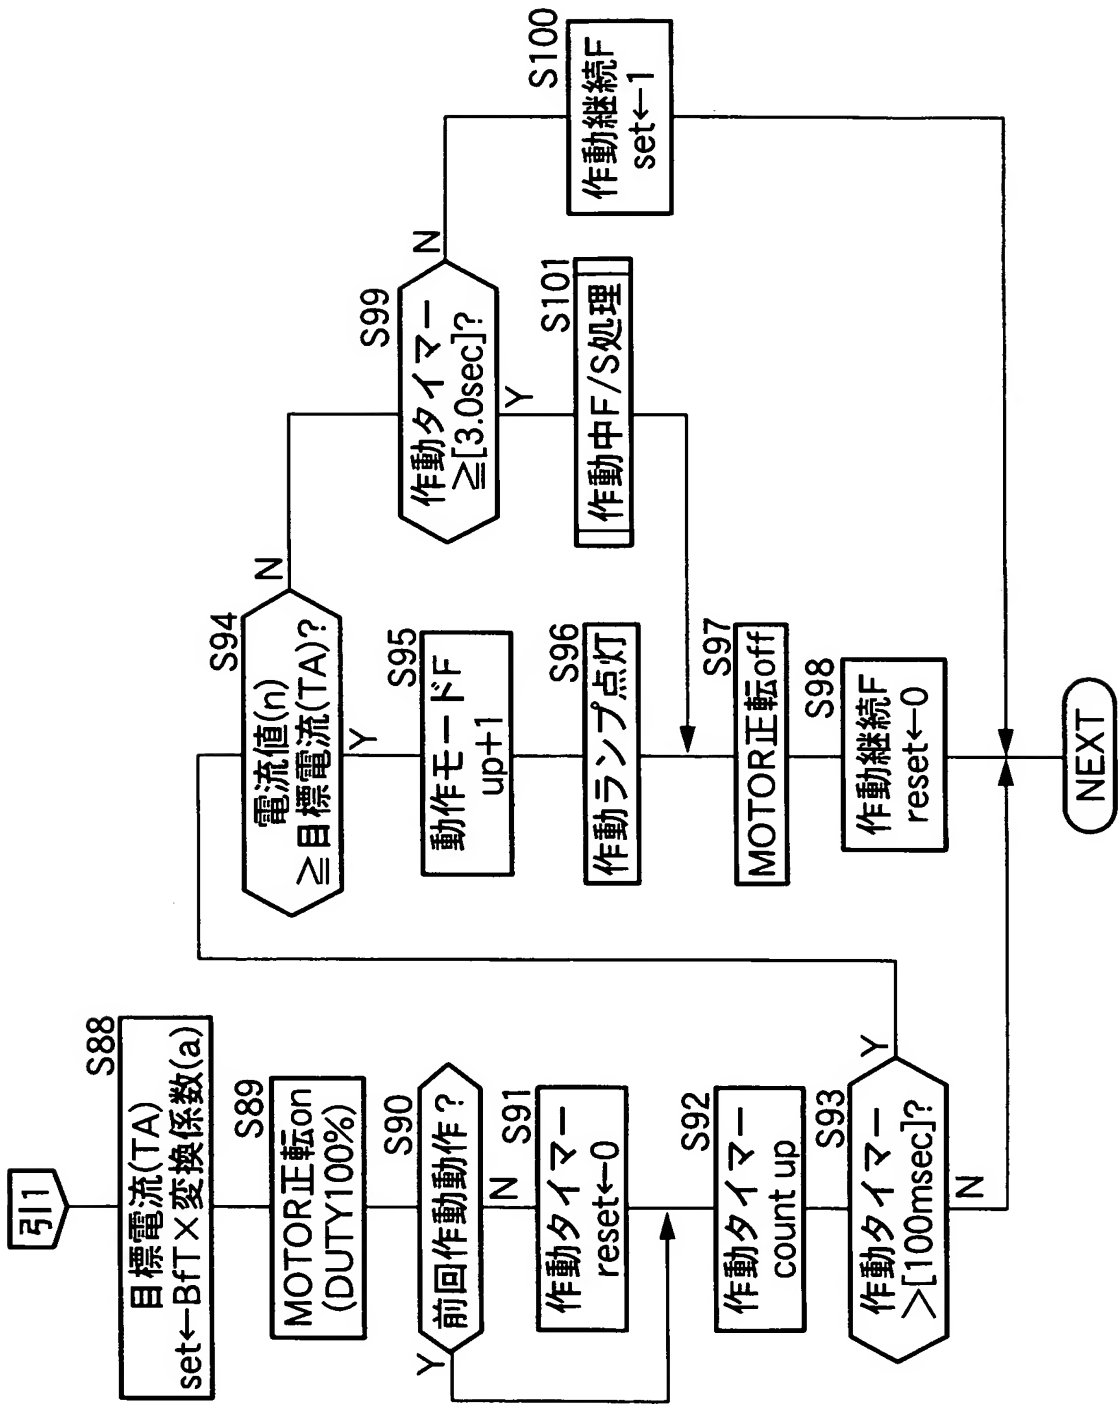 引1
S88
目標電流(TA)
set←BfT×変換係数(a)
S89
MOTOR正転on
(DUTY100%)
S90
前回作動動作?
Y
N
S91
作動タイマー
reset←0
S92
作動タイマー
count up
S93
作動タイマー
>[100msec]?
Y
N
S94
電流値(n)
≧目標電流(TA)?
N
Y
S95
動作モードF
up+1
S96
作動ランプ点灯
S97
MOTOR正転off
S98
作動継続F
reset←0
S99
作動タイマー
≧[3.0sec]?
N
Y
S101
作動中F/S処理
S100
作動継続F
set←1
NEXT